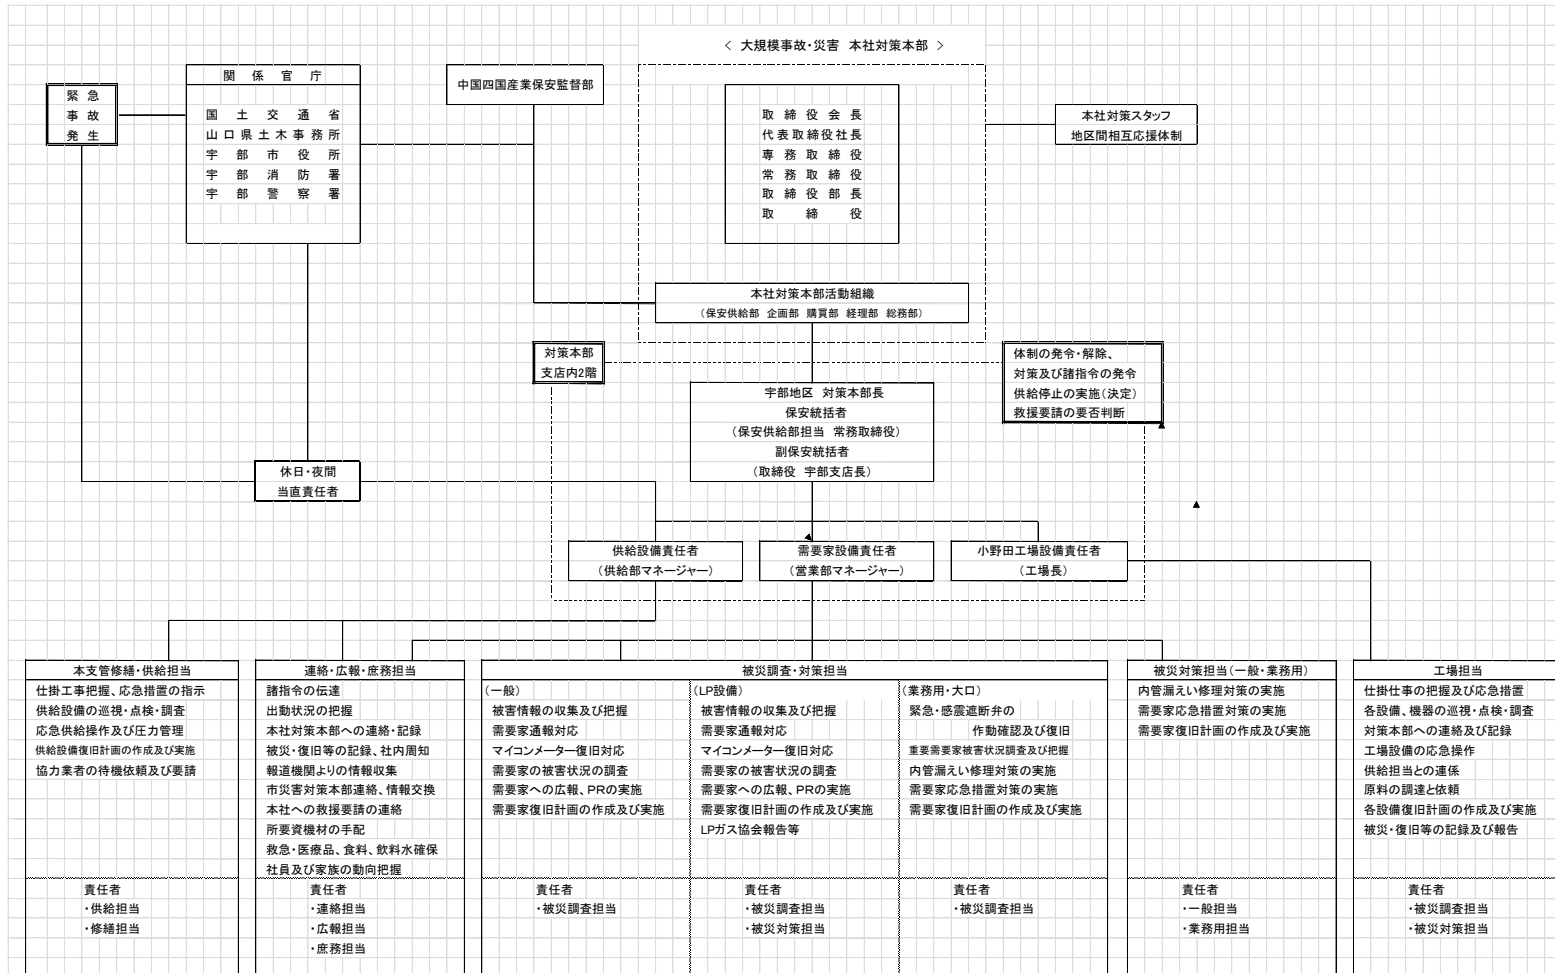 < 大規模事故・災害 本社対策本部 >
緊 急
事 故
発 生
関 係 官 庁
国 土 交 通 省
山口県土木事務所
宇 部 市 役 所
宇 部 消 防 署
宇 部 警 察 署
中国四国産業保安監督部
取 締 役 会 長
代表取締役社長
専 務 取 締 役
常 務 取 締 役
取 締 役 部 長
取 締 役
本社対策スタッフ
地区間相互応援体制
本社対策本部活動組織
(保安供給部 企画部 購買部 経理部 総務部)
対策本部
支店内2階
体制の発令・解除、
対策及び諸指令の発令
供給停止の実施(決定)
救援要請の要否判断
宇部地区 対策本部長
保安統括者
(保安供給部担当 常務取締役)
副保安統括者
(取締役 宇部支店長)
休日・夜間
当直責任者
供給設備責任者
(供給部マネージャー)
需要家設備責任者
(営業部マネージャー)
小野田工場設備責任者
(工場長)
本支管修繕・供給担当
仕掛工事把握、応急措置の指示
供給設備の巡視・点検・調査
応急供給操作及び圧力管理
供給設備復旧計画の作成及び実施
協力業者の待機依頼及び要請
責任者
・供給担当
・修繕担当
連絡・広報・庶務担当
諸指令の伝達
出動状況の把握
本社対策本部への連絡・記録
被災・復旧等の記録、社内周知
報道機関よりの情報収集
市災害対策本部連絡、情報交換
本社への救援要請の連絡
所要資機材の手配
救急・医療品、食料、飲料水確保
社員及び家族の動向把握
責任者
・連絡担当
・広報担当
・庶務担当
被災調査・対策担当
(一般)
被害情報の収集及び把握
需要家通報対応
マイコンメーター復旧対応
需要家の被害状況の調査
需要家への広報、PRの実施
需要家復旧計画の作成及び実施
責任者
・被災調査担当
(LP設備)
被害情報の収集及び把握
需要家通報対応
マイコンメーター復旧対応
需要家の被害状況の調査
需要家への広報、PRの実施
需要家復旧計画の作成及び実施
LPガス協会報告等
責任者
・被災調査担当
・被災対策担当
(業務用・大口)
緊急・感震遮断弁の
作動確認及び復旧
重要需要家被害状況調査及び把握
内管漏えい修理対策の実施
需要家応急措置対策の実施
需要家復旧計画の作成及び実施
責任者
・被災調査担当
被災対策担当(一般・業務用)
内管漏えい修理対策の実施
需要家応急措置対策の実施
需要家復旧計画の作成及び実施
責任者
・一般担当
・業務用担当
工場担当
仕掛仕事の把握及び応急措置
各設備、機器の巡視・点検・調査
対策本部への連絡及び記録
工場設備の応急操作
供給担当との連係
原料の調達と依頼
各設備復旧計画の作成及び実施
被災・復旧等の記録及び報告
責任者
・被災調査担当
・被災対策担当